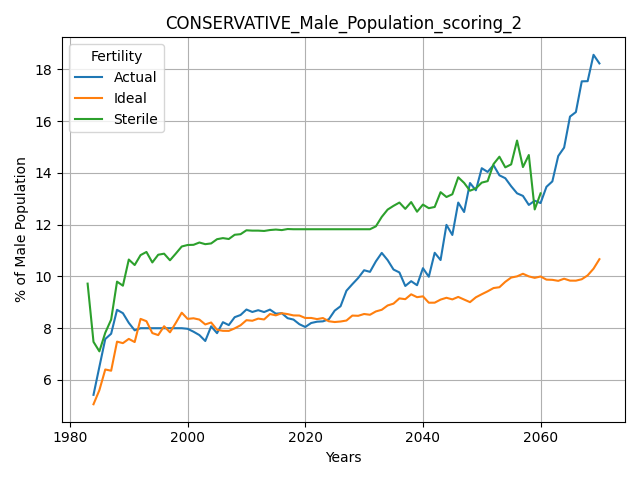 CONSERVATIVE_Male_Population_scoring_2
Fertility
Actual
Ideal
Sterile
% of Male Population
18
16
14
12
10
8
6
1980
2000
2020
2040
2060
Years